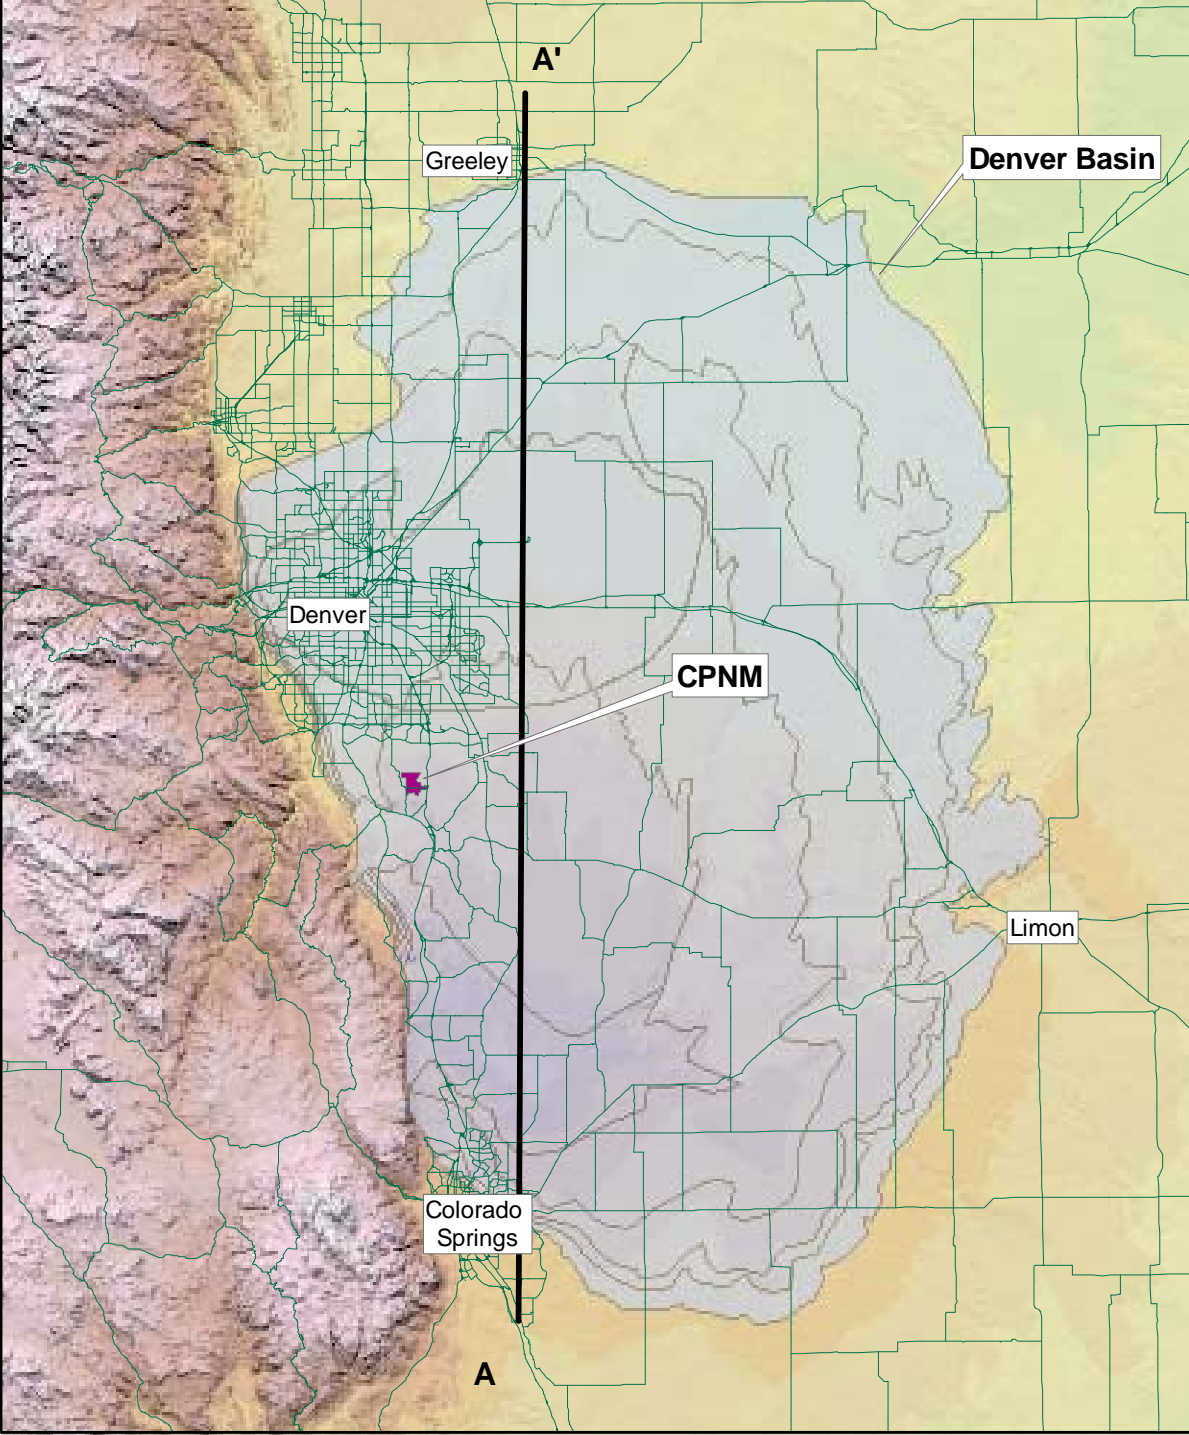 A'
Greeley
Denver Basin
Denver
CPNM
Limon
Colorado
Springs
A